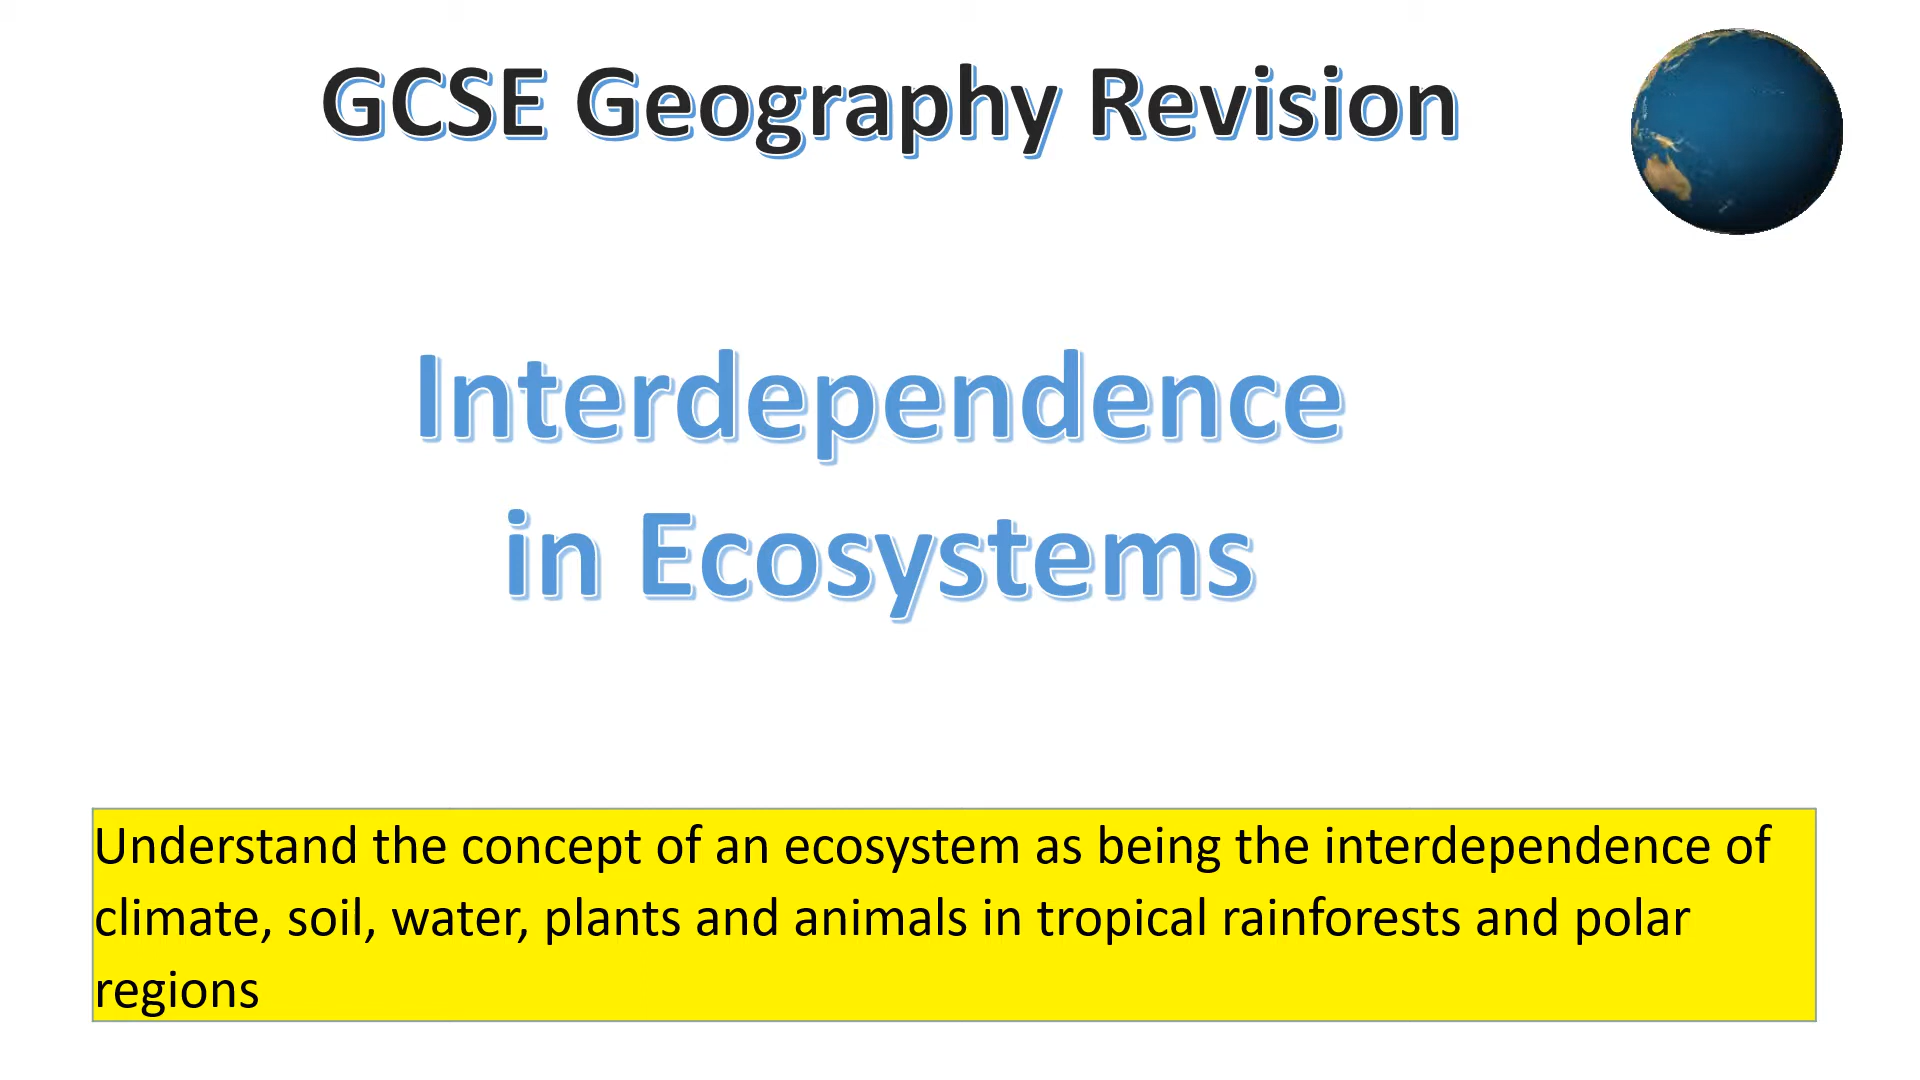 GCSE Geography Revision
Interdependence
in Ecosystems
Understand the concept of an ecosystem as being the interdependence of
climate, soil, water, plants and animals in tropical rainforests and polar
regions